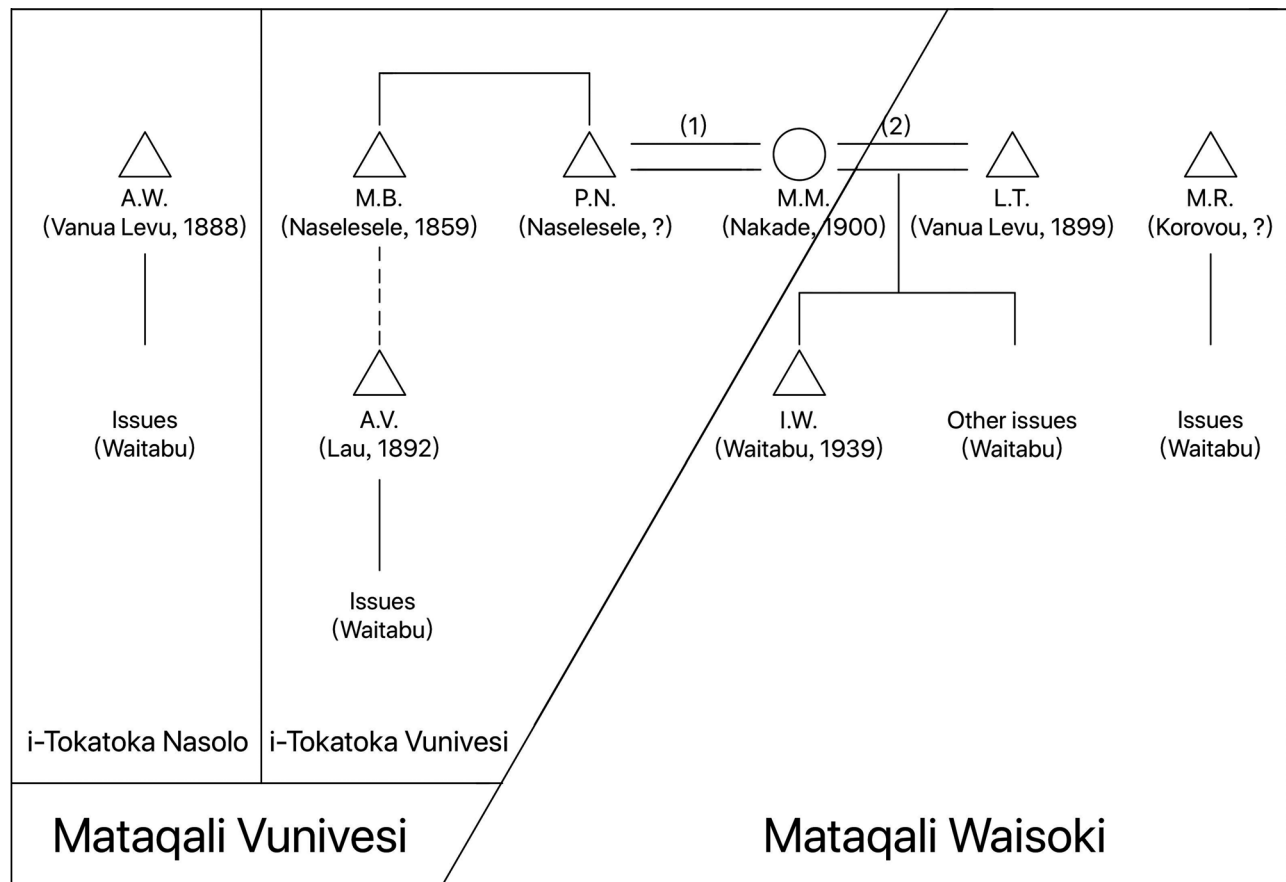 (1)
(2)
A.W.
(Vanua Levu, 1888)
M.B.
(Naselesele, 1859)
P.N.
(Naselesele, ?)
M.M.
(Nakade, 1900)
L.T.
(Vanua Levu, 1899)
M.R.
(Korovou, ?)
Issues
(Waitabu)
A.V.
(Lau, 1892)
I.W.
(Waitabu, 1939)
Other issues
(Waitabu)
Issues
(Waitabu)
Issues
(Waitabu)
i-Tokatoka Nasolo
i-Tokatoka Vunivesi
Mataqali Vunivesi
Mataqali Waisoki